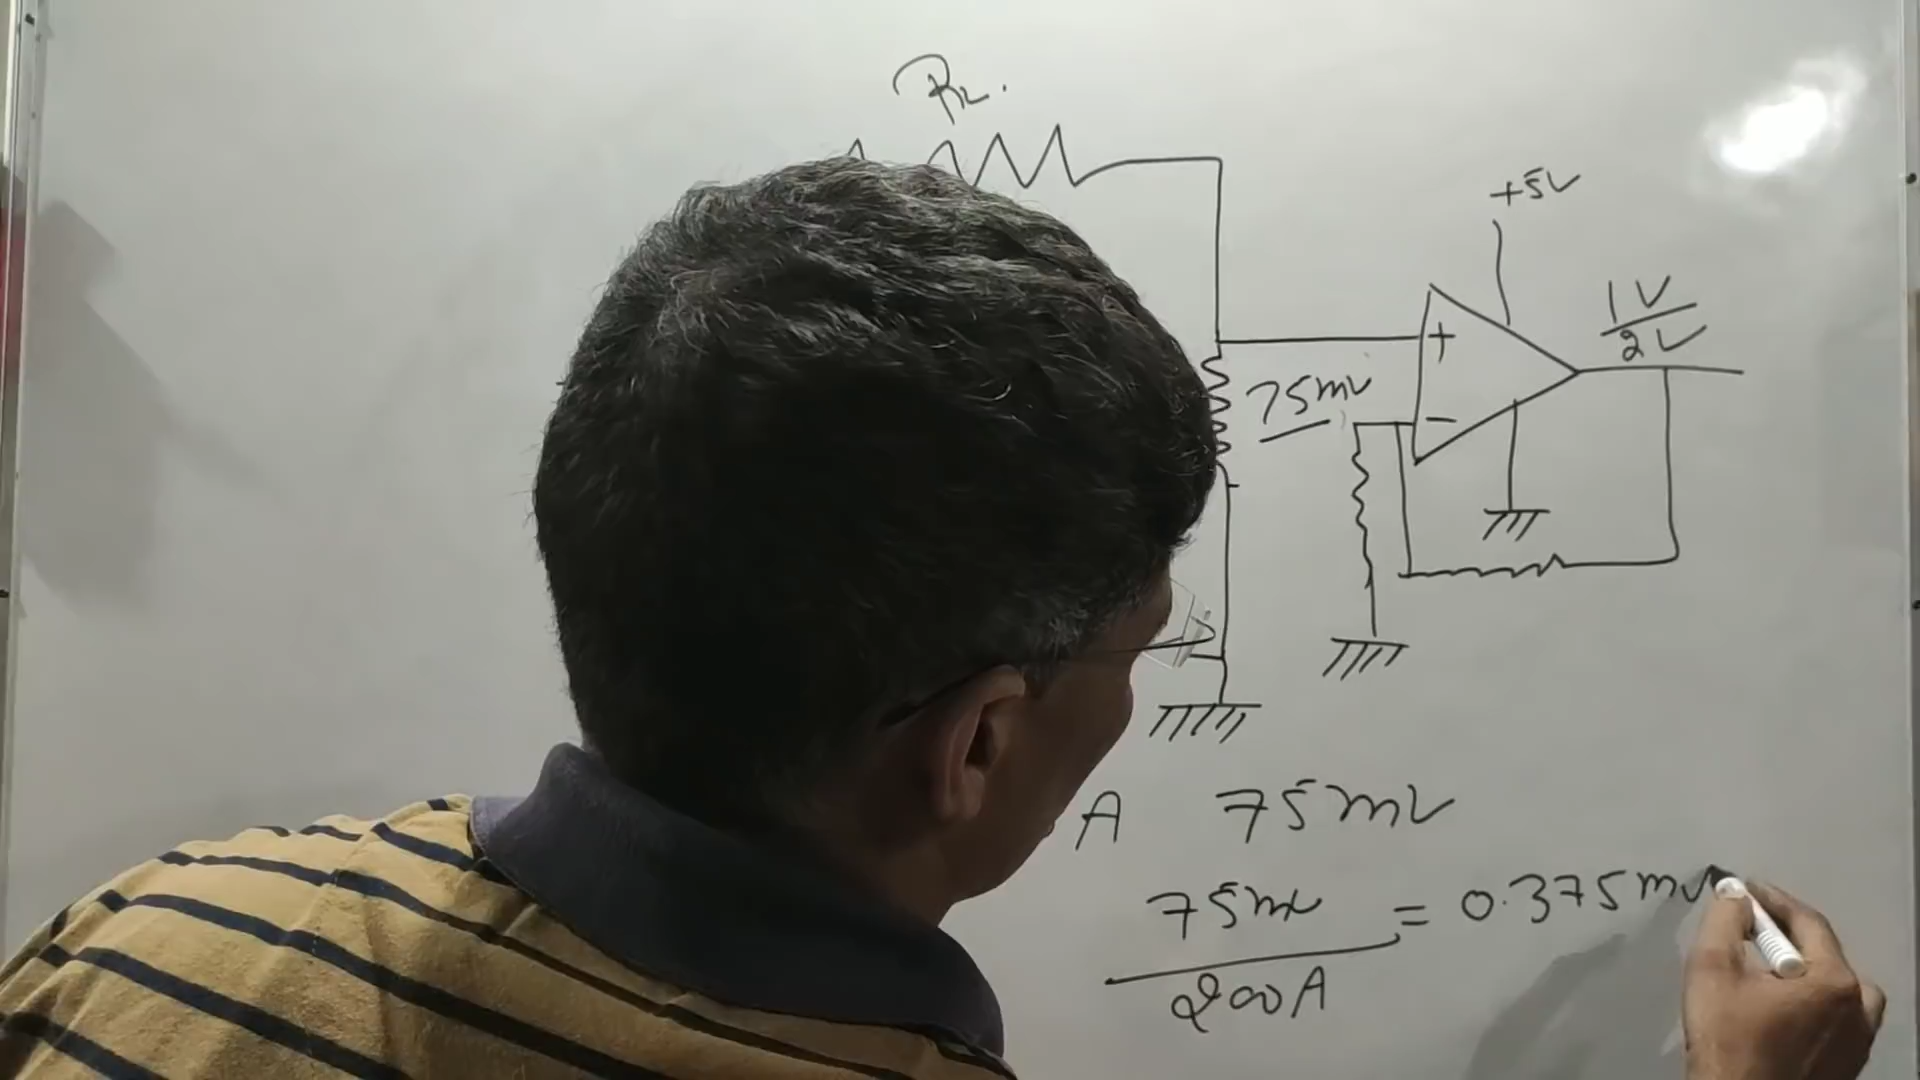 RL.
+5V
1V
2V
+
75mV
-
A 75mV
75mV = 0.375mV
200A